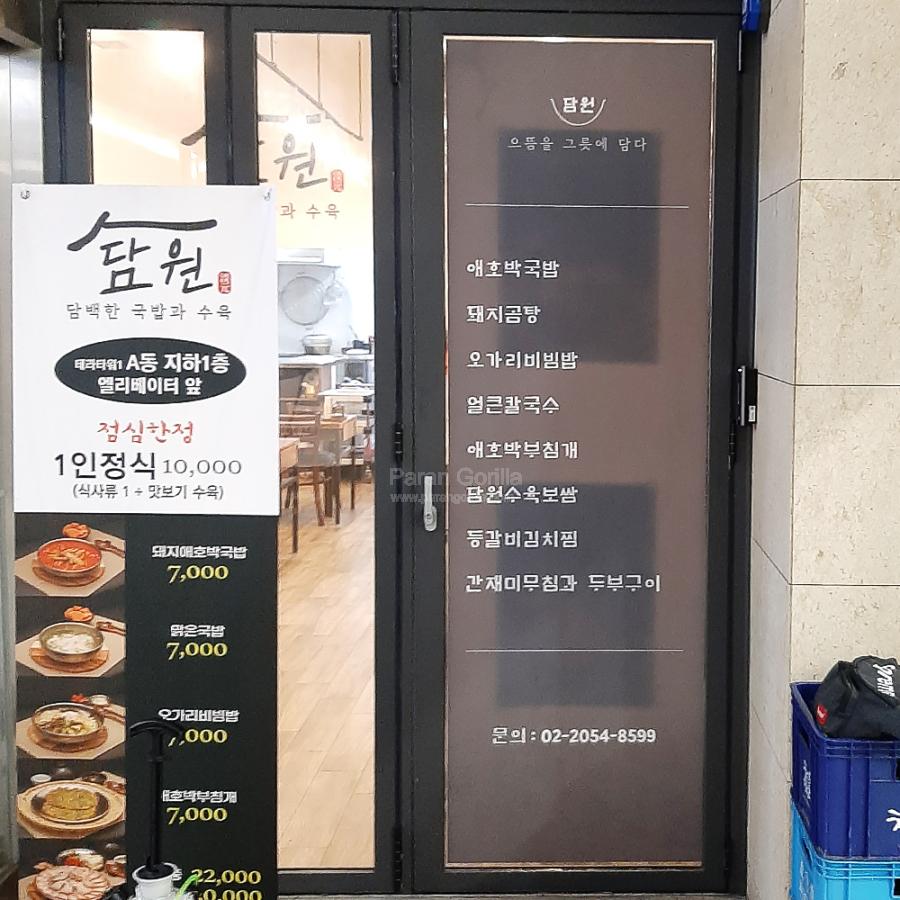 담원
담백한 국밥과 수육
테라타워1 A동 지하1층
엘리베이터 앞
점심한정
1인정식 10,000
(식사류 1 + 맛보기 수육)
돼지애호박국밥
7,000
맑은국밥
7,000
오가리비빔밥
7,000
애호박부침개
7,000
22,000
원
과 수육
담원
으뜸을 그릇에 담다
애호박국밥
돼지곰탕
오가리비빔밥
얼큰칼국수
애호박부침개
담원수육보쌈
등갈비김치찜
간재미무침과 두부구이
문의 : 02-2054-8599
Paran Gorilla